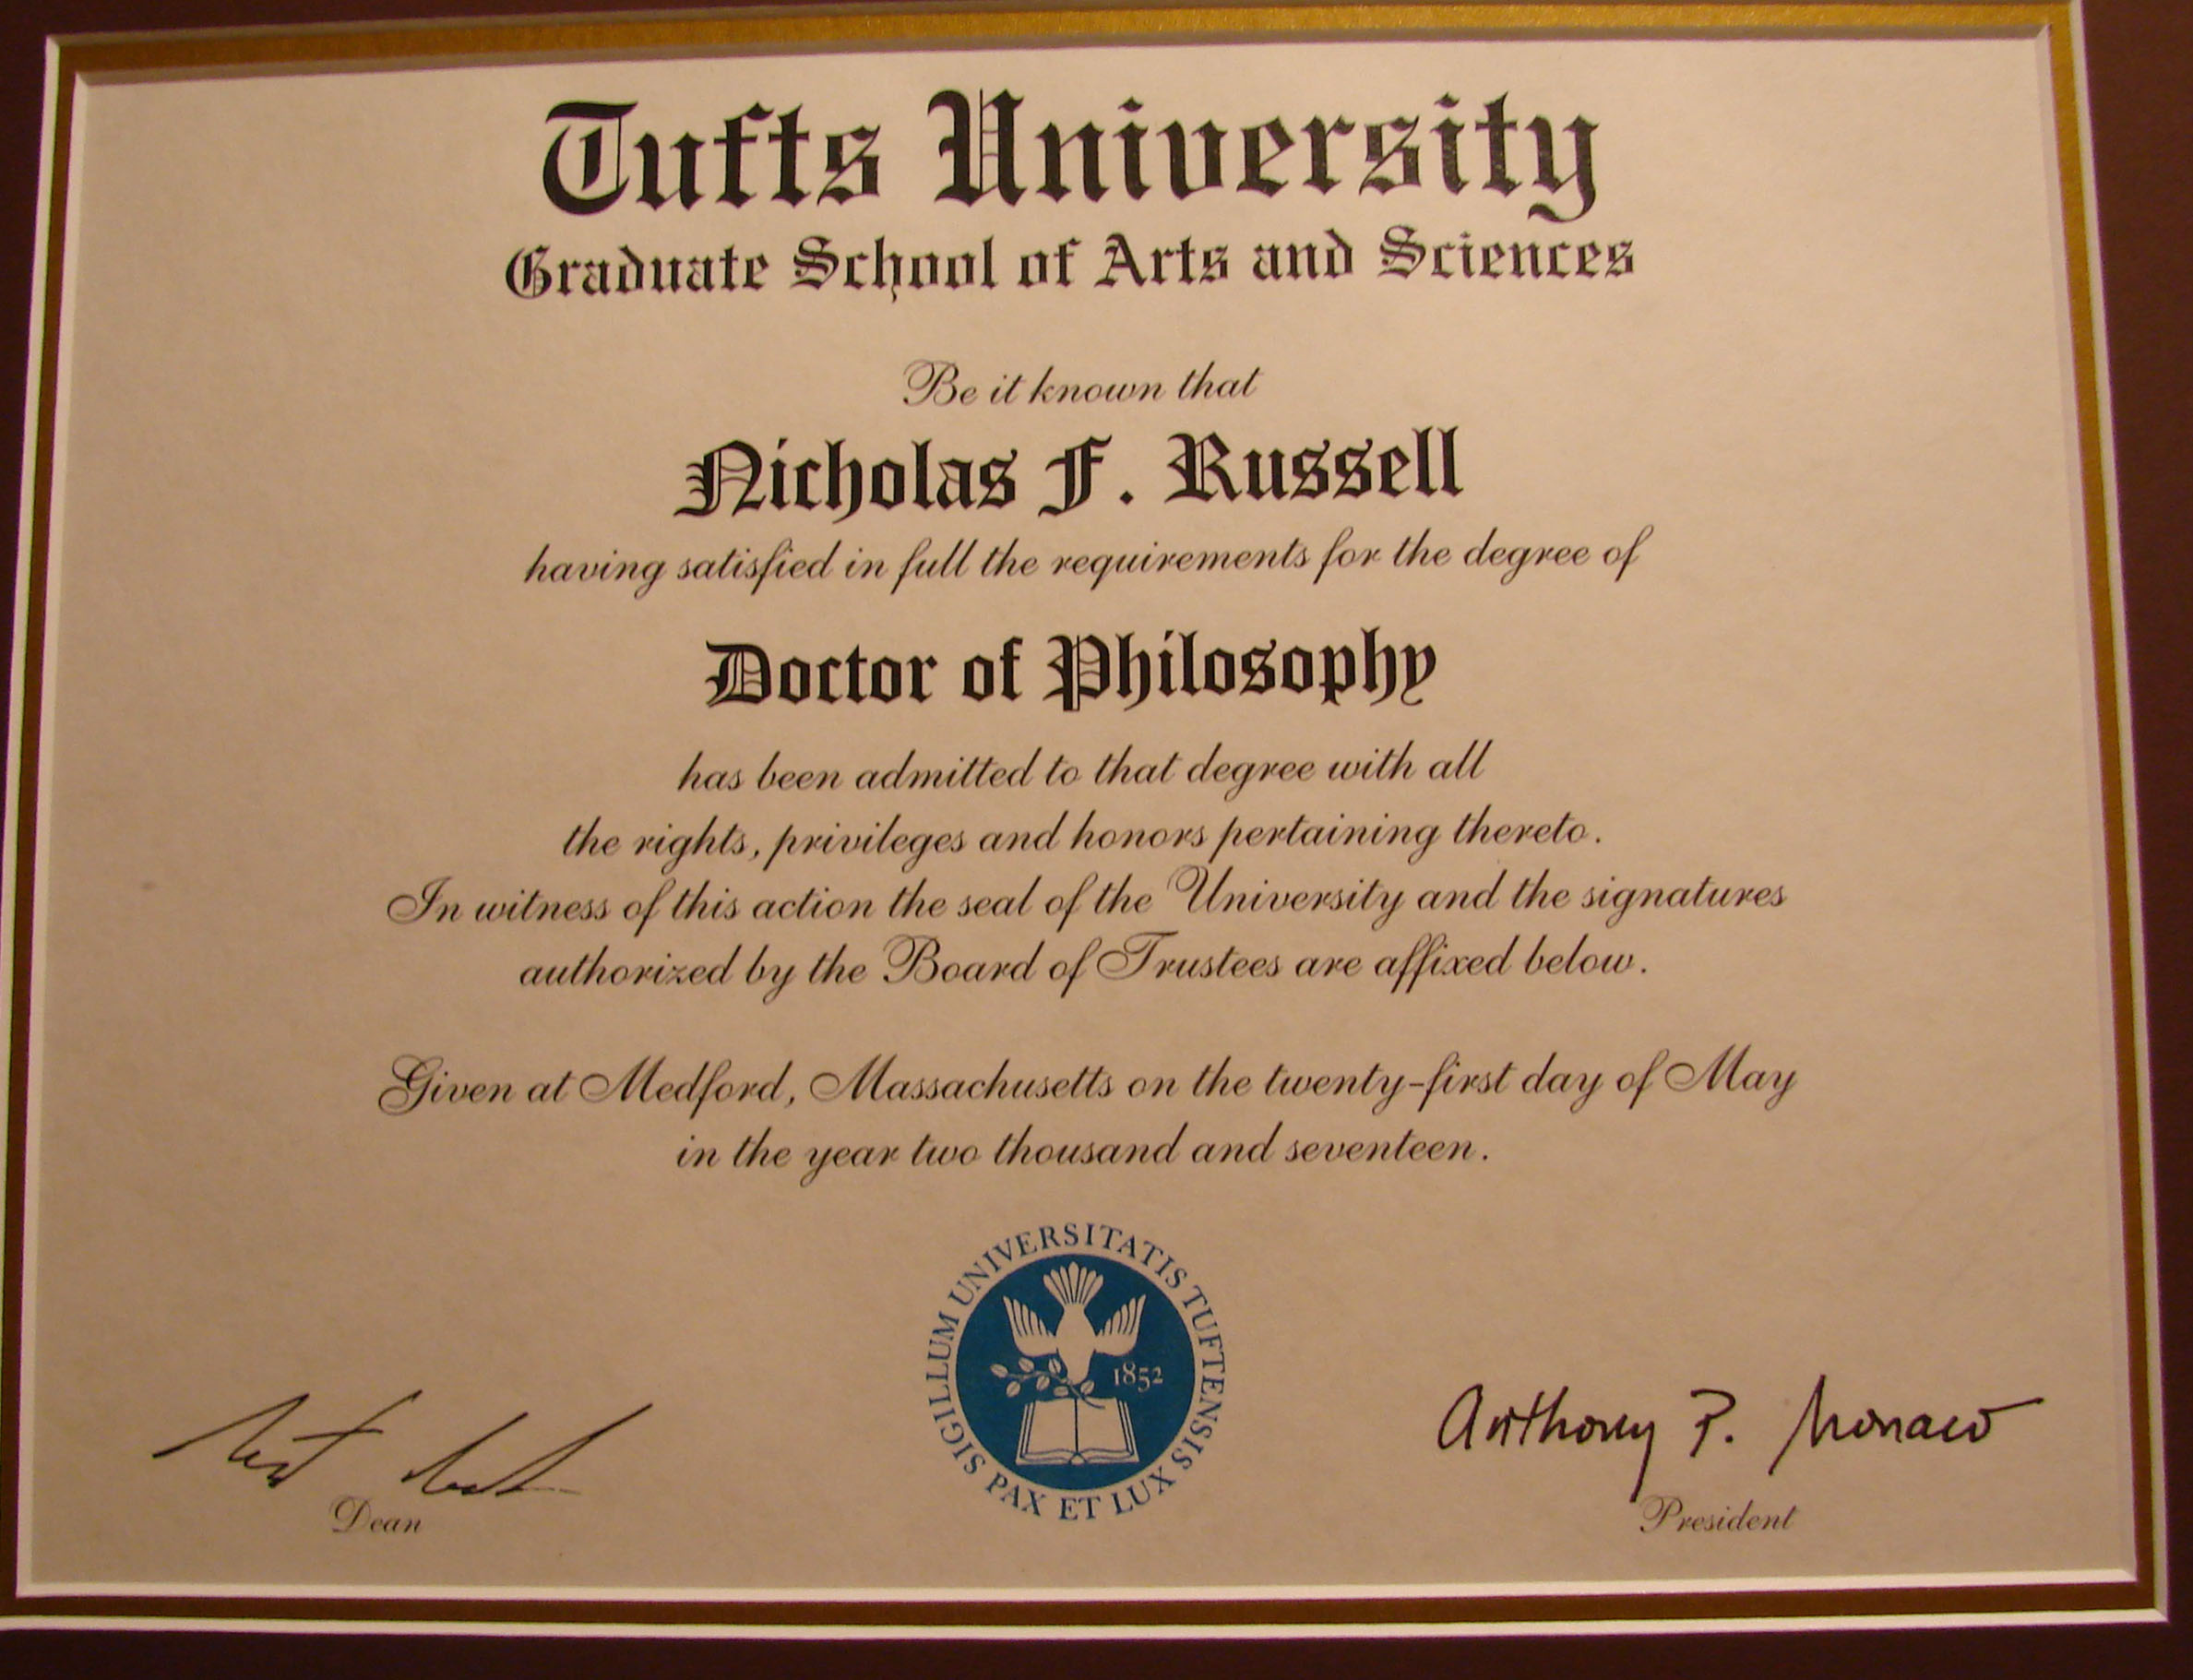 Tufts University
Graduate School of Arts and Sciences
Be it known that
Nicholas F. Russell
having satisfied in full the requirements for the degree of
Doctor of Philosophy
has been admitted to that degree with all
the rights, privileges and honors pertaining thereto.
In witness of this action the seal of the University and the signatures
authorized by the Board of Trustees are affixed below.
Given at Medford, Massachusetts on the twenty-first day of May
in the year two thousand and seventeen.
SIGILLUM UNIVERSITATIS TUFTENSIS
1852
PAX ET LUX
Anthony P. Monaco
Dean
President